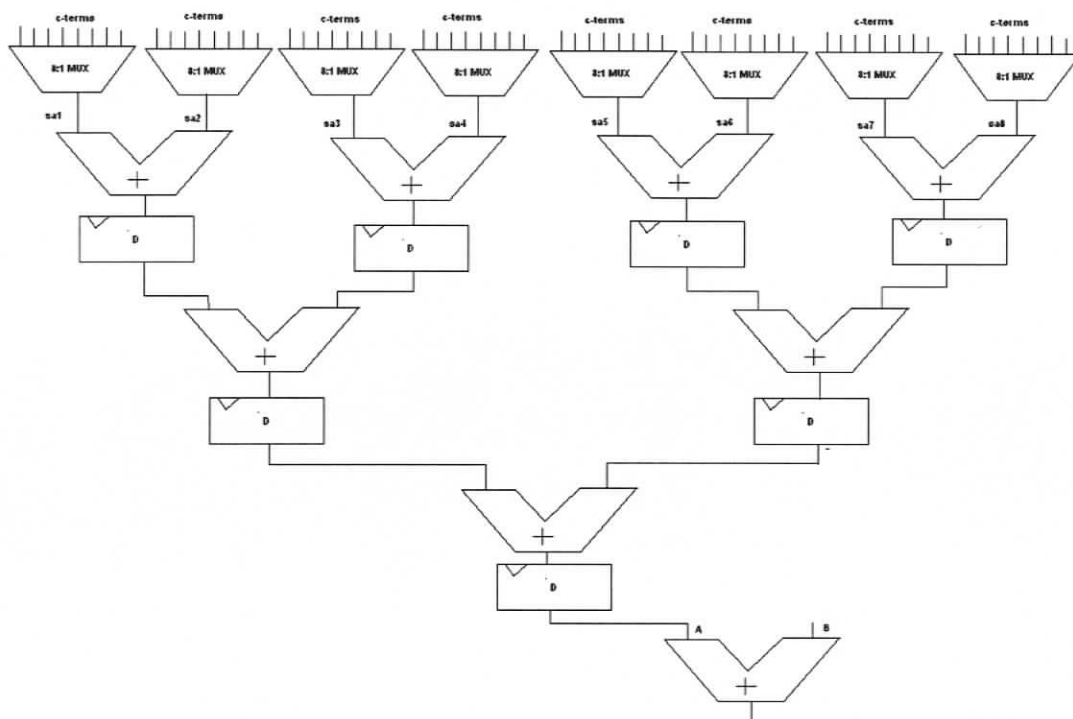 c-terms c-terms c-terms c-terms c-terms c-terms c-terms c-terms
8:1 MUX 8:1 MUX 8:1 MUX 8:1 MUX 8:1 MUX 8:1 MUX 8:1 MUX 8:1 MUX
sa1 sa2 sa3 sa4 sa5 sa6 sa7 sa8
+ + + +
D D D D
+ +
D D
+
D
A B
+